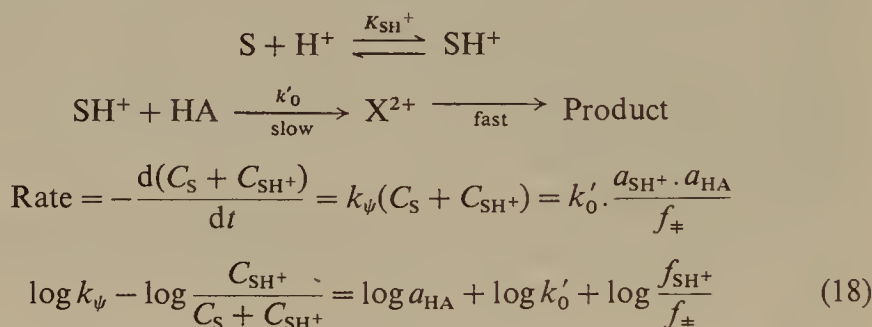 S + H⁺ ⇌ SH⁺ (K_SH⁺)
SH⁺ + HA —k′₀ slow→ X²⁺ —fast→ Product
Rate = − d(C_S + C_SH⁺)/dt = k_ψ(C_S + C_SH⁺) = k′₀ . a_SH⁺ . a_HA / f_‡
log k_ψ − log C_SH⁺/(C_S + C_SH⁺) = log a_HA + log k′₀ + log f_SH⁺/f_‡ (18)